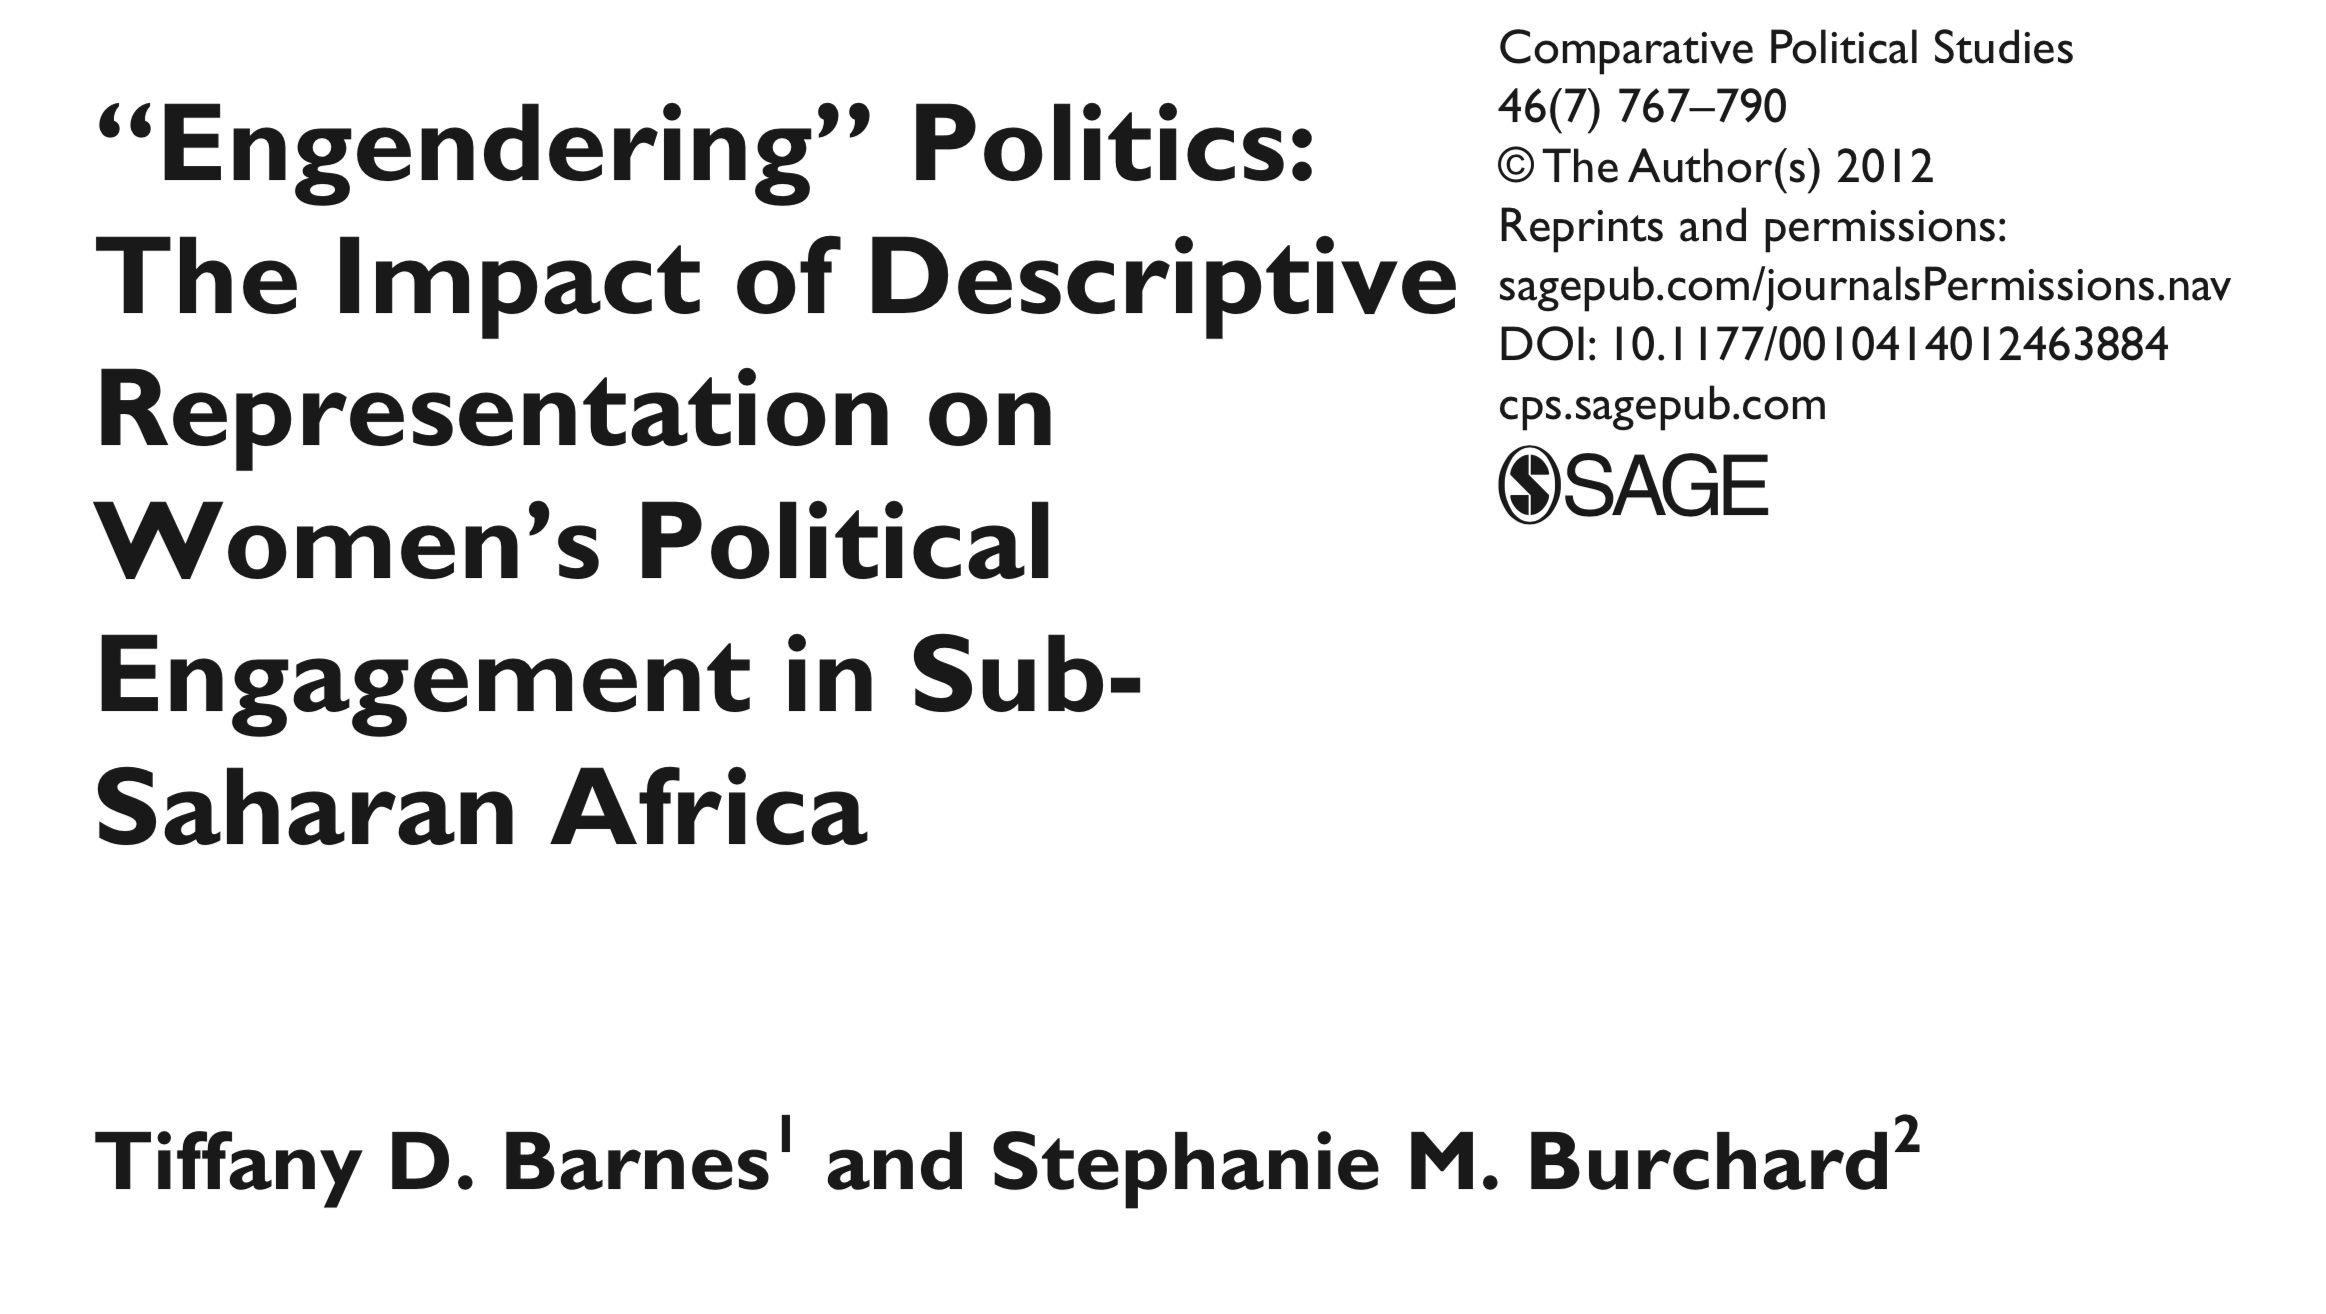 “Engendering” Politics:
The Impact of Descriptive
Representation on
Women’s Political
Engagement in Sub-
Saharan Africa
Comparative Political Studies
46(7) 767–790
© The Author(s) 2012
Reprints and permissions:
sagepub.com/journalsPermissions.nav
DOI: 10.1177/0010414012463884
cps.sagepub.com
SAGE
Tiffany D. Barnes1 and Stephanie M. Burchard2